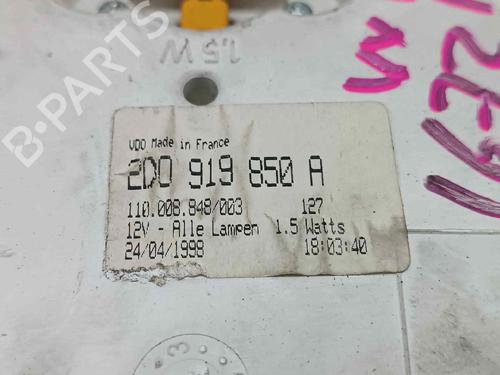 1,5 W
VDO Made in France
2D0 919 850 A
110.008.848/003 127
12V - Alle Lampen 1.5 Watts
24/04/1998 18:03:40